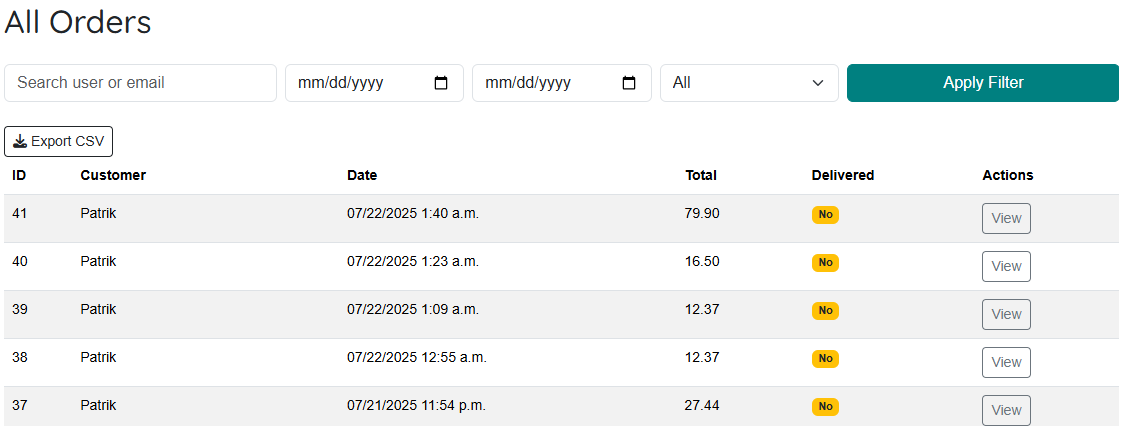 All Orders
Search user or email mm/dd/yyyy mm/dd/yyyy All Apply Filter
Export CSV
ID Customer Date Total Delivered Actions
41 Patrik 07/22/2025 1:40 a.m. 79.90 No View
40 Patrik 07/22/2025 1:23 a.m. 16.50 No View
39 Patrik 07/22/2025 1:09 a.m. 12.37 No View
38 Patrik 07/22/2025 12:55 a.m. 12.37 No View
37 Patrik 07/21/2025 11:54 p.m. 27.44 No View